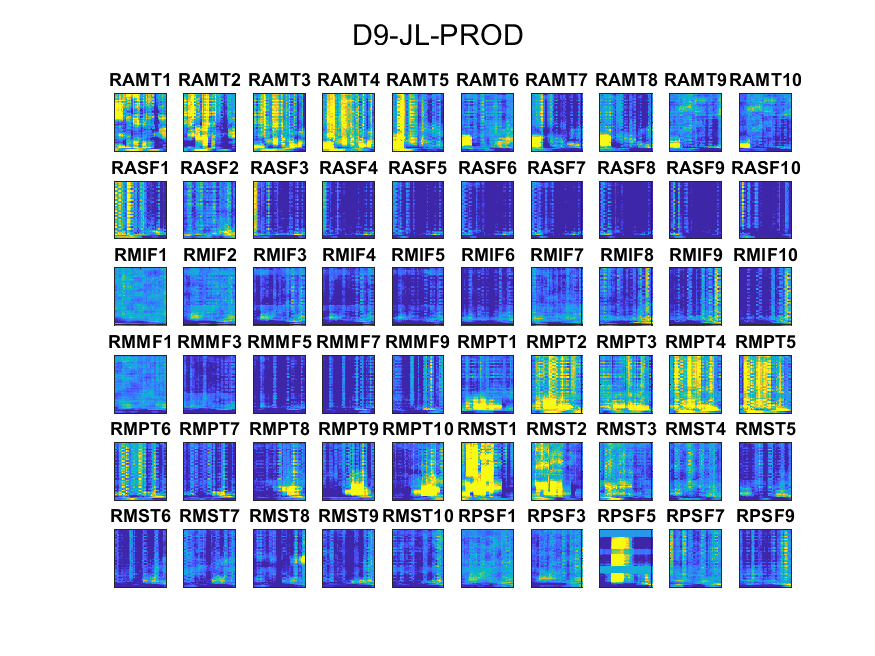 D9-JL-PROD
RAMT1 RAMT2 RAMT3 RAMT4 RAMT5 RAMT6 RAMT7 RAMT8 RAMT9 RAMT10
RASF1 RASF2 RASF3 RASF4 RASF5 RASF6 RASF7 RASF8 RASF9 RASF10
RMIF1 RMIF2 RMIF3 RMIF4 RMIF5 RMIF6 RMIF7 RMIF8 RMIF9 RMIF10
RMMF1 RMMF3 RMMF5 RMMF7 RMMF9 RMPT1 RMPT2 RMPT3 RMPT4 RMPT5
RMPT6 RMPT7 RMPT8 RMPT9 RMPT10 RMST1 RMST2 RMST3 RMST4 RMST5
RMST6 RMST7 RMST8 RMST9 RMST10 RPSF1 RPSF3 RPSF5 RPSF7 RPSF9